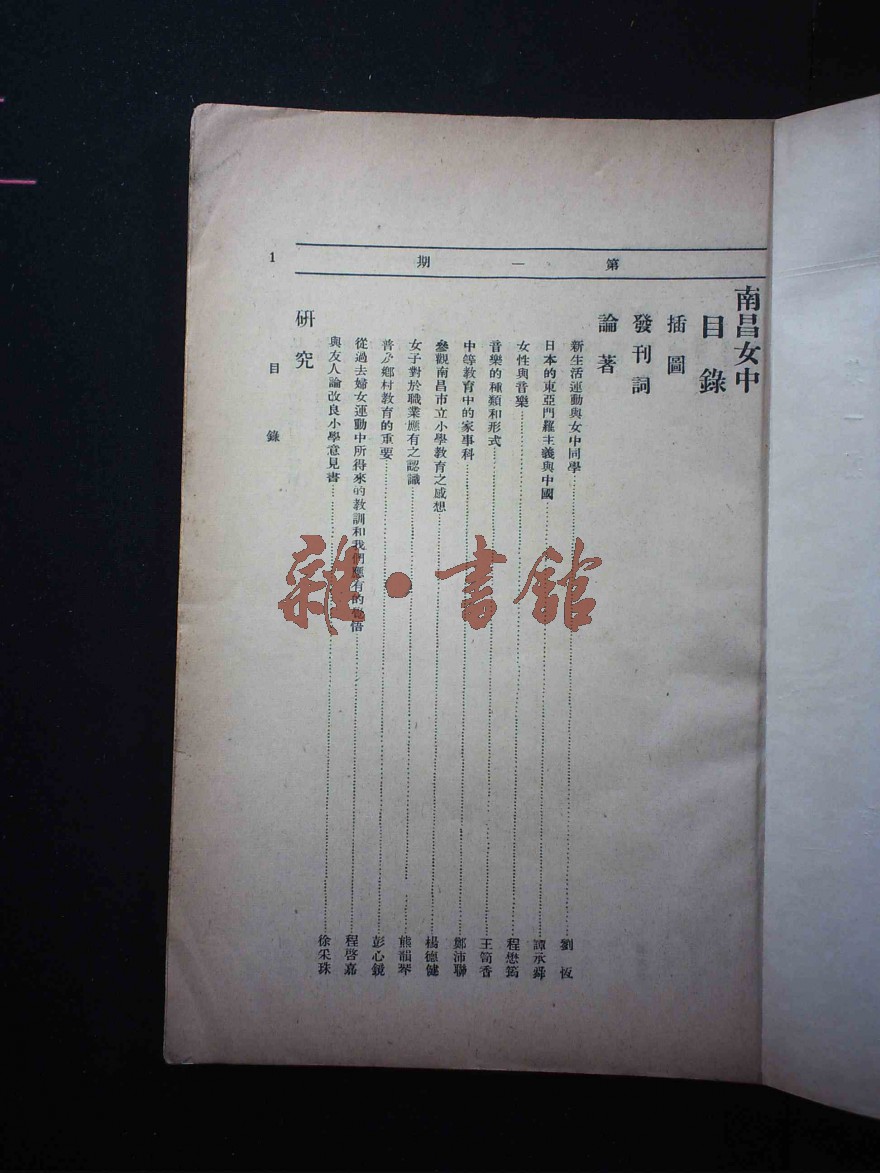 第一期
南昌女中
目錄
插圖
發刊詞
論著
新生活運動與女中同學 劉恆
日本的東亞門羅主義與中國 譚承舜
女性與音樂 程懋筠
音樂的種類和形式 王筍香
中等教育中的家事科 鄭沛聯
參觀南昌市立小學教育之感想 楊德健
女子對於職業應有之認識 熊韻琴
普及鄉村教育的重要 彭心鏡
從過去婦女運動中所得來的教訓和我們應有的覺悟 程啓嘉
與友人論改良小學意見書 徐采珠
研究
1
目錄
雜·書館